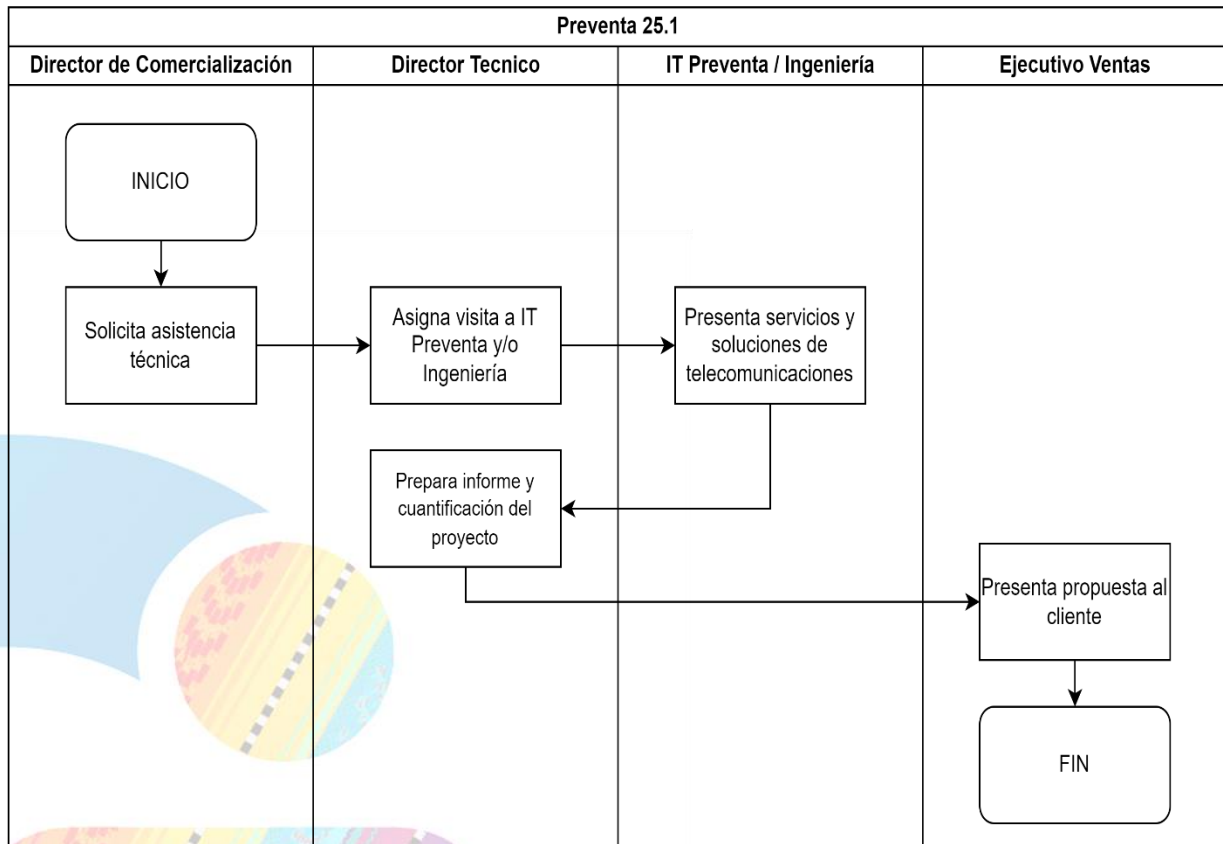 Preventa 25.1
Director de Comercialización
Director Tecnico
IT Preventa / Ingeniería
Ejecutivo Ventas
INICIO
Solicita asistencia
técnica
Asigna visita a IT
Preventa y/o
Ingeniería
Presenta servicios y
soluciones de
telecomunicaciones
Prepara informe y
cuantificación del
proyecto
Presenta propuesta al
cliente
FIN